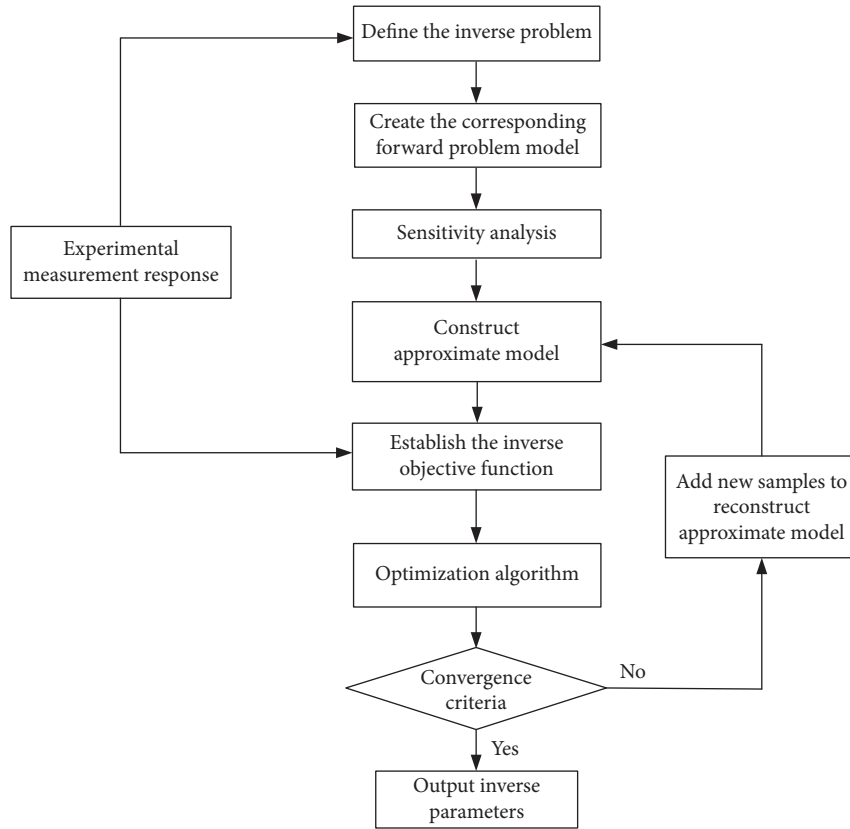 Define the inverse problem
Create the corresponding
forward problem model
Sensitivity analysis
Experimental
measurement response
Construct
approximate model
Establish the inverse
objective function
Add new samples to
reconstruct
approximate model
Optimization algorithm
Convergence
criteria
No
Yes
Output inverse
parameters